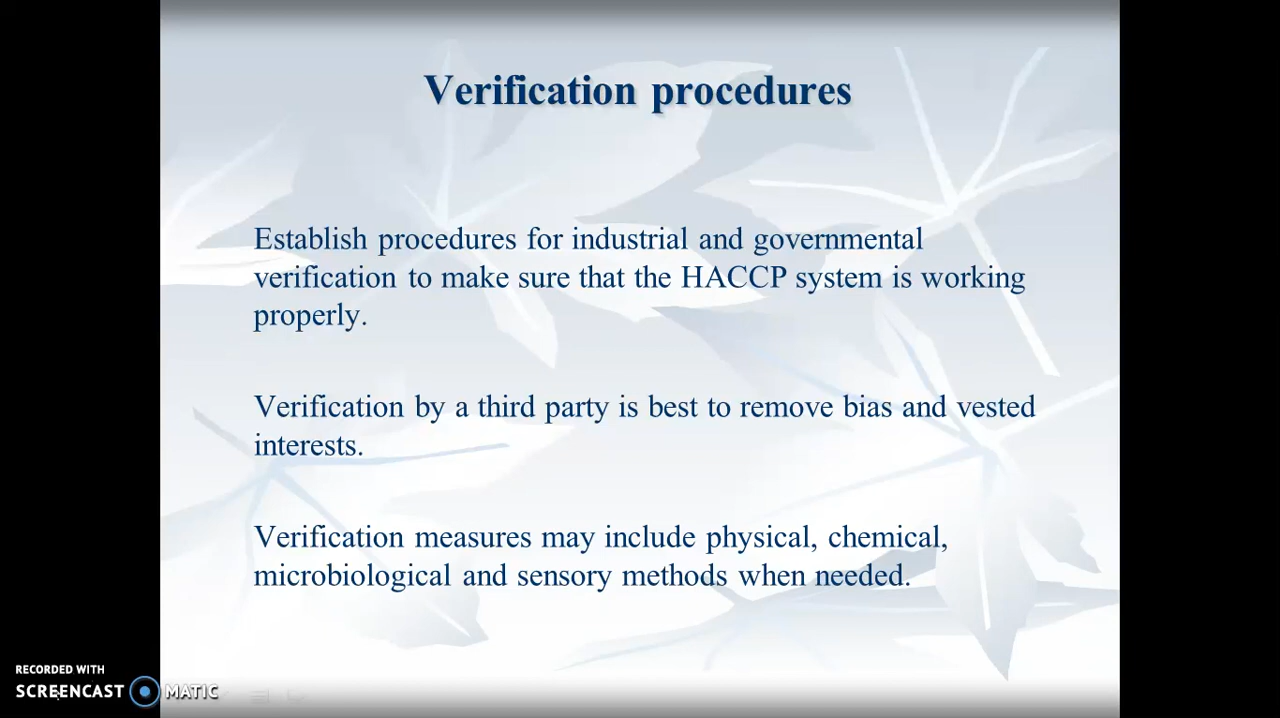 Verification procedures
Establish procedures for industrial and governmental
verification to make sure that the HACCP system is working
properly.
Verification by a third party is best to remove bias and vested
interests.
Verification measures may include physical, chemical,
microbiological and sensory methods when needed.
RECORDED WITH
SCREENCAST MATIC